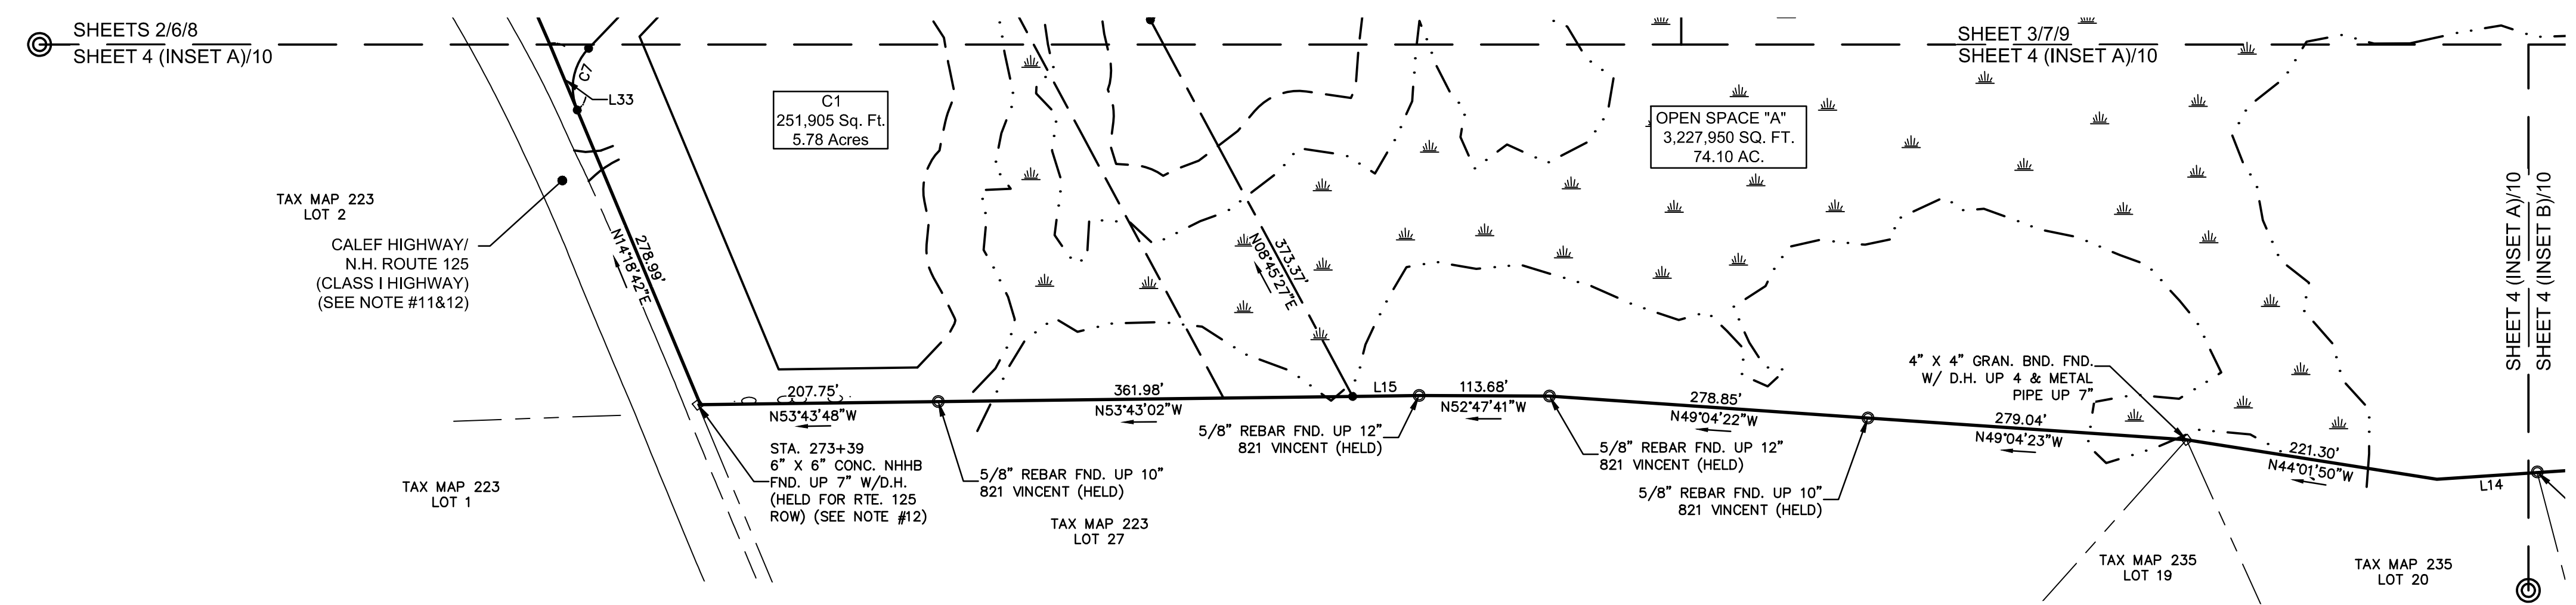 SHEETS 2/6/8
SHEET 4 (INSET A)/10
SHEET 3/7/9
SHEET 4 (INSET A)/10
C7
L33
C1
251,905 Sq. Ft.
5.78 Acres
OPEN SPACE "A"
3,227,950 SQ. FT.
74.10 AC.
TAX MAP 223
LOT 2
CALEF HIGHWAY/
N.H. ROUTE 125
(CLASS I HIGHWAY)
(SEE NOTE #11&12)
278.99'
N14°18'42"E
373.37'
N08°45'27"E
SHEET 4 (INSET A)/10
SHEET 4 (INSET B)/10
4" X 4" GRAN. BND. FND.
W/ D.H. UP 4 & METAL
PIPE UP 7"
207.75'
N53°43'48"W
361.98'
N53°43'02"W
L15
113.68'
N52°47'41"W
278.85'
N49°04'22"W
279.04'
N49°04'23"W
221.30'
N44°01'50"W
L14
5/8" REBAR FND. UP 12"
821 VINCENT (HELD)
5/8" REBAR FND. UP 12"
821 VINCENT (HELD)
STA. 273+39
6" X 6" CONC. NHHB
FND. UP 7" W/D.H.
(HELD FOR RTE. 125
ROW) (SEE NOTE #12)
5/8" REBAR FND. UP 10"
821 VINCENT (HELD)
5/8" REBAR FND. UP 10"
821 VINCENT (HELD)
TAX MAP 223
LOT 1
TAX MAP 223
LOT 27
TAX MAP 235
LOT 19
TAX MAP 235
LOT 20